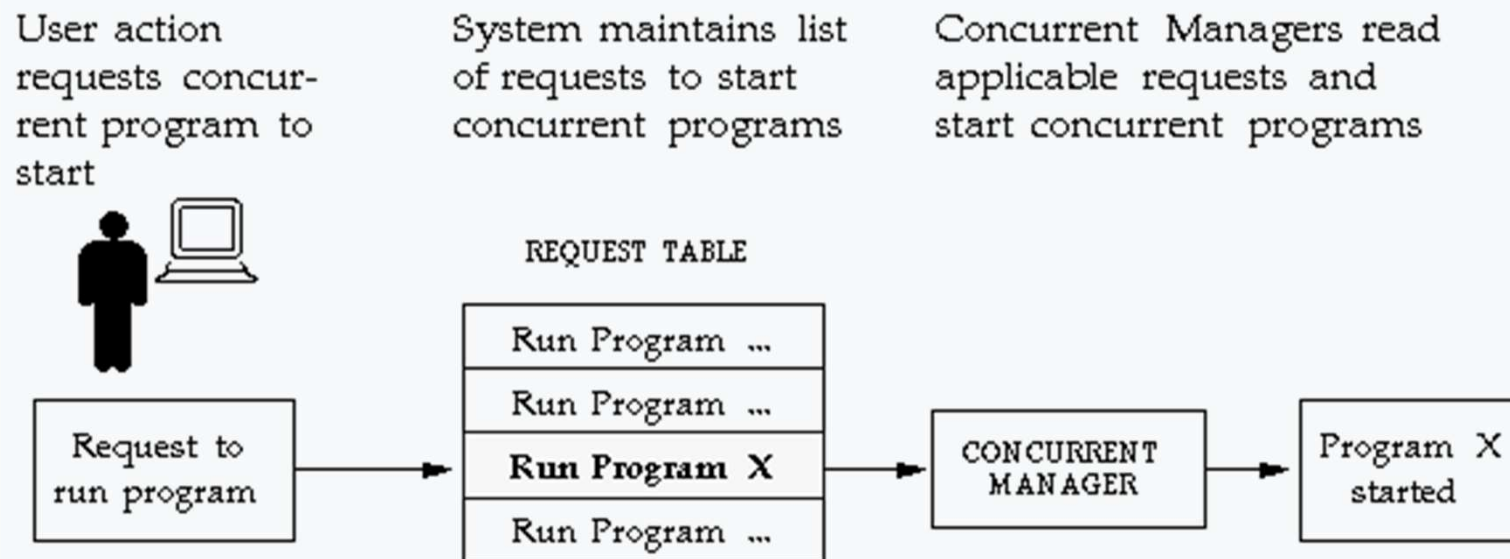 User action
requests concur-
rent program to
start
System maintains list
of requests to start
concurrent programs
Concurrent Managers read
applicable requests and
start concurrent programs
REQUEST TABLE
Request to
run program
Run Program ...
Run Program ...
Run Program X
Run Program ...
CONCURRENT
MANAGER
Program X
started